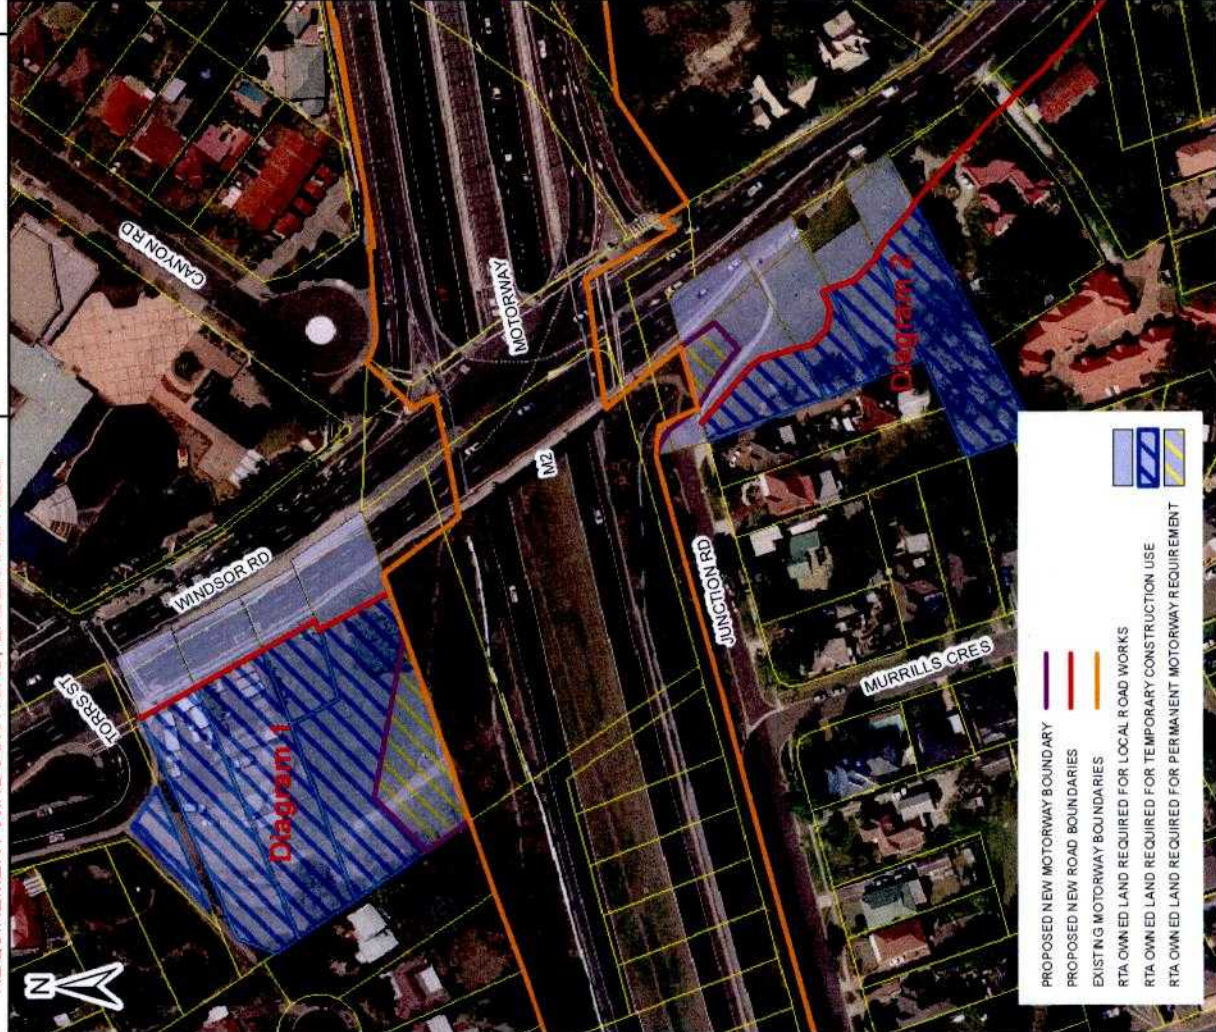 CANYON RD
MOTORWAY
WINDSOR RD
M2
TORRS ST
Diagram 1
Diagram 2
JUNCTION RD
MURRILLS CRES
N
PROPOSED NEW MOTORWAY BOUNDARY
PROPOSED NEW ROAD BOUNDARIES
EXISTING MOTORWAY BOUNDARIES
RTA OWNED LAND REQUIRED FOR LOCAL ROAD WORKS
RTA OWNED LAND REQUIRED FOR TEMPORARY CONSTRUCTION USE
RTA OWNED LAND REQUIRED FOR PERMANENT MOTORWAY REQUIREMENT